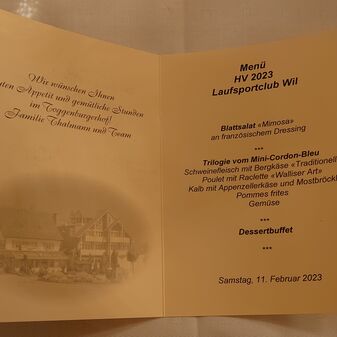 Wir wünschen Ihnen
ten Appetit und gemütliche Stunden
im Toggenburgerhof!
Familie Thalmann und Team
Menü
HV 2023
Laufsportclub Wil
Blattsalat «Mimosa»
an französischem Dressing
***
Trilogie vom Mini-Cordon-Bleu
Schweinefleisch mit Bergkäse «Traditionell
Poulet mit Raclette «Walliser Art»
Kalb mit Appenzellerkäse und Mostbröckl
Pommes frites
Gemüse
***
Dessertbuffet
***
Samstag, 11. Februar 2023